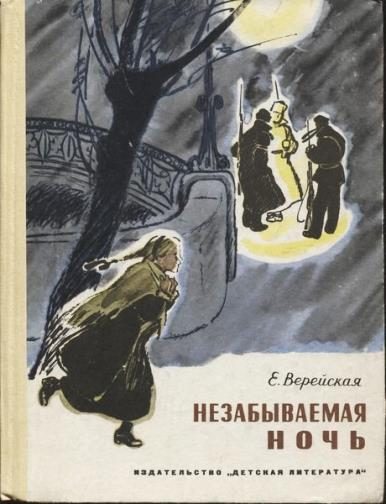 Е. Верейская
НЕЗАБЫВАЕМАЯ
НОЧЬ
ИЗДАТЕЛЬСТВО „ДЕТСКАЯ ЛИТЕРАТУРА"